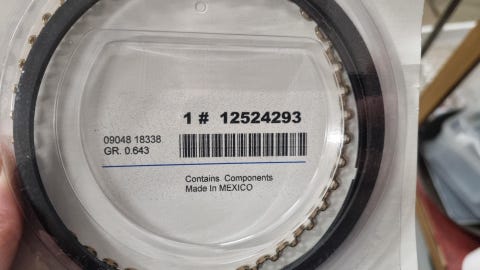 1 # 12524293
09048 18338
GR. 0.643
Contains Components
Made In MEXICO